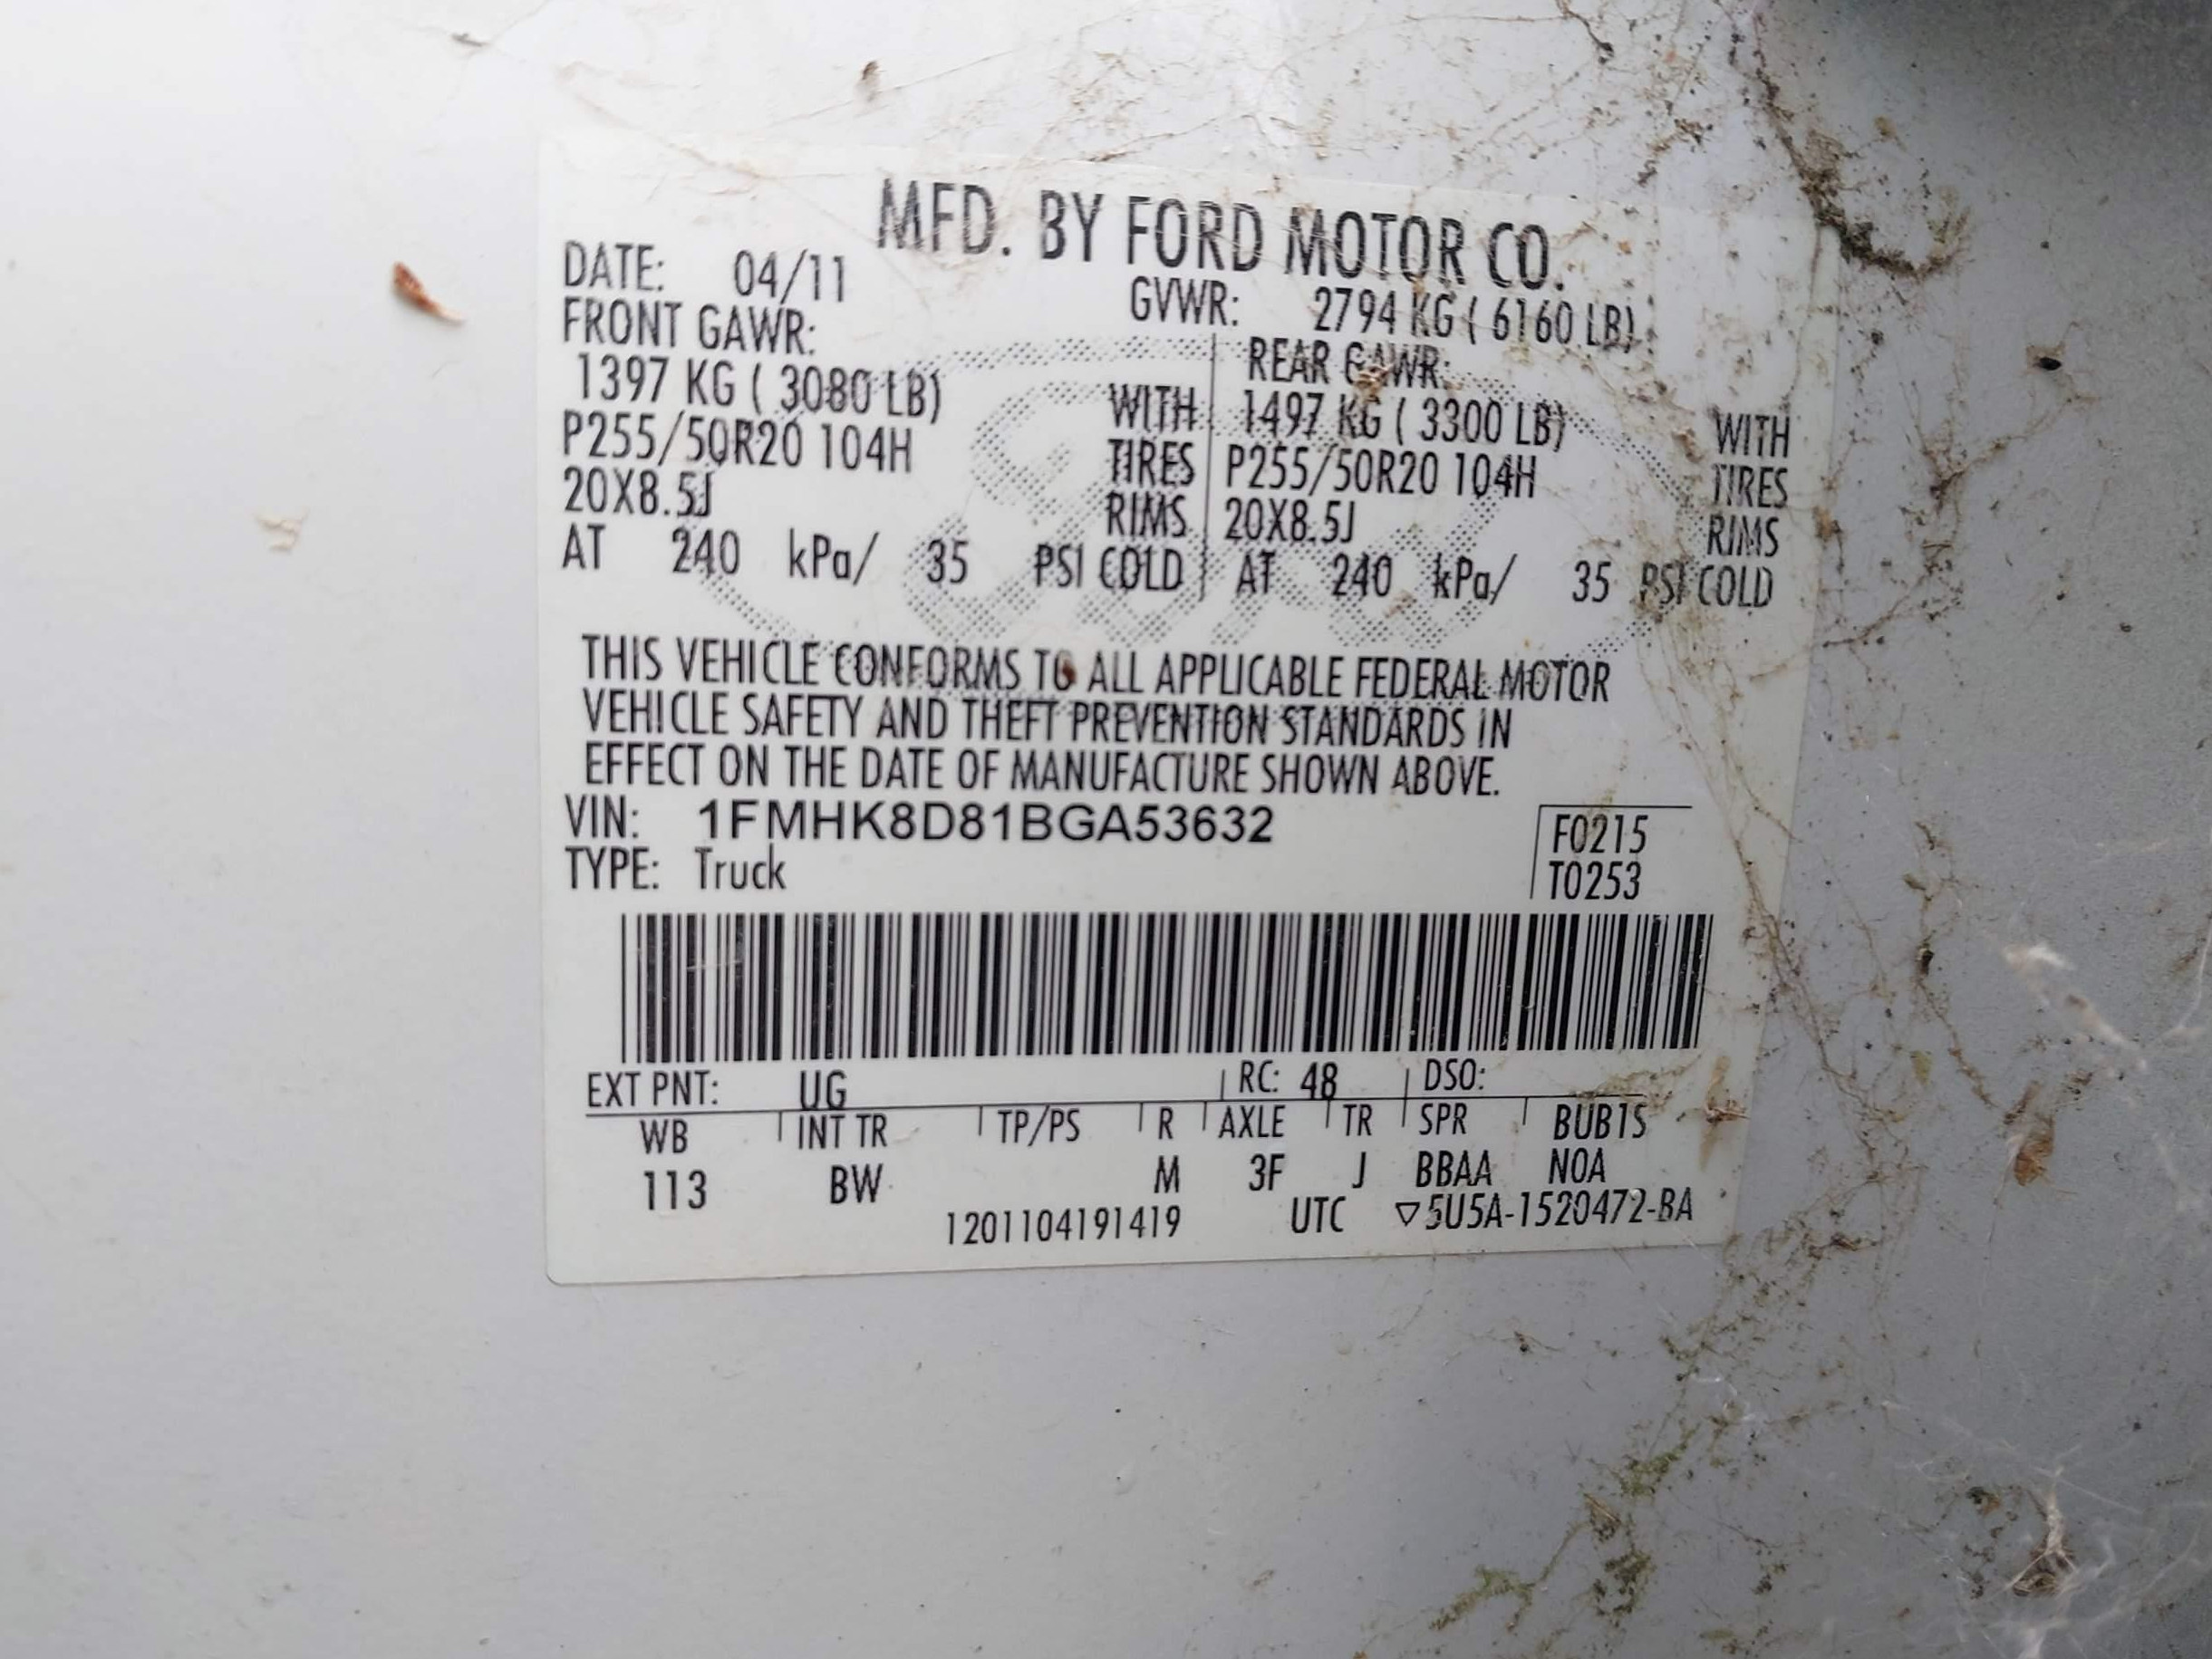 MFD. BY FORD MOTOR CO.
DATE: 04/11 GVWR: 2794 KG ( 6160 LB)
FRONT GAWR: REAR GAWR:
1397 KG ( 3080 LB) WITH 1497 KG ( 3300 LB) WITH
P255/50R20 104H TIRES P255/50R20 104H TIRES
20X8.5J RIMS 20X8.5J RIMS
AT 240 kPa/ 35 PSI COLD AT 240 kPa/ 35 PSI COLD
THIS VEHICLE CONFORMS TO ALL APPLICABLE FEDERAL MOTOR
VEHICLE SAFETY AND THEFT PREVENTION STANDARDS IN
EFFECT ON THE DATE OF MANUFACTURE SHOWN ABOVE.
VIN: 1FMHK8D81BGA53632 F0215
TYPE: Truck T0253
EXT PNT: UG RC: 48 DSO:
WB INT TR TP/PS R AXLE TR SPR BUB1S
113 BW M 3F J BBAA NOA
1201104191419 UTC ▽5U5A-1520472-BA